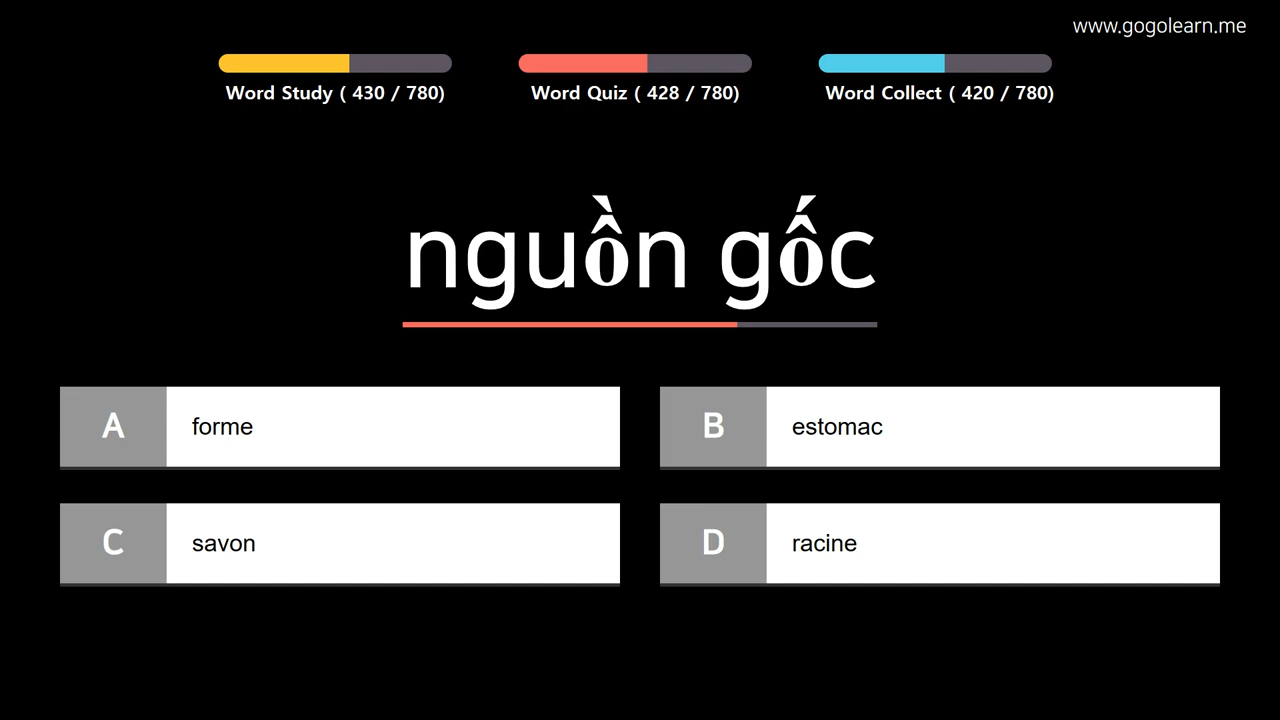 www.gogolearn.me
Word Study ( 430 / 780)
Word Quiz ( 428 / 780)
Word Collect ( 420 / 780)
nguồn gốc
A forme
B estomac
C savon
D racine